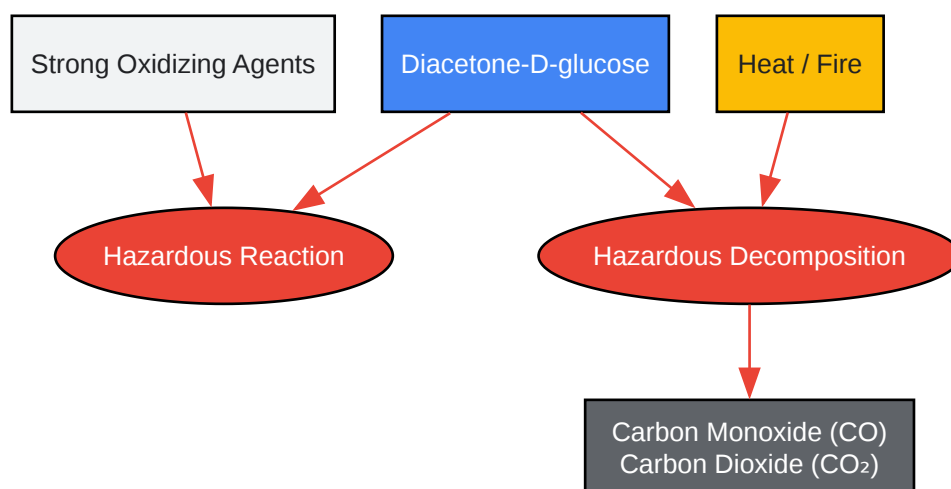 Strong Oxidizing Agents
Diacetone-D-glucose
Heat / Fire
Hazardous Reaction
Hazardous Decomposition
Carbon Monoxide (CO)
Carbon Dioxide (CO₂)